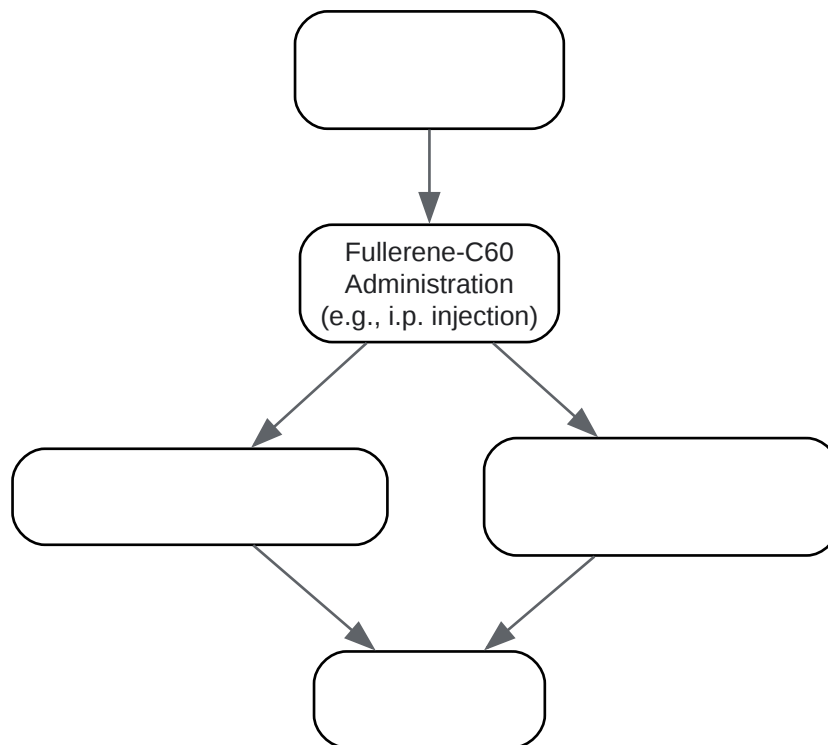 Fullerene-C60
Administration
(e.g., i.p. injection)